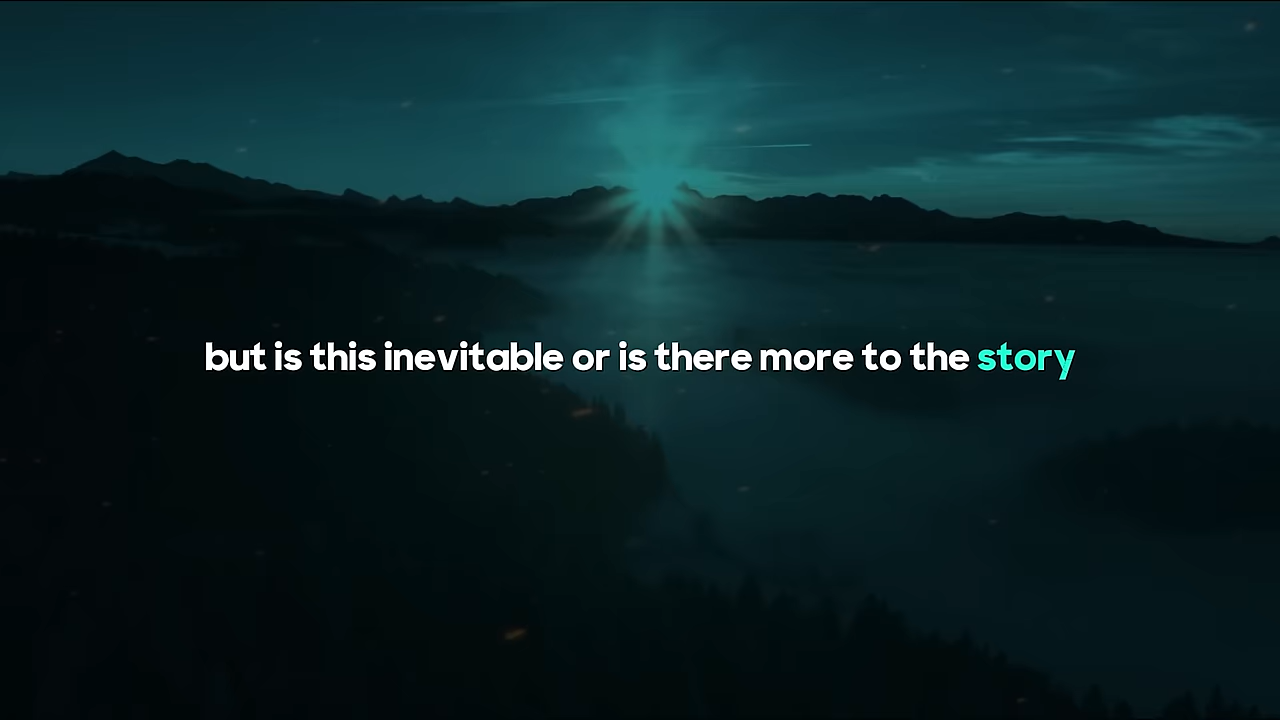 but is this inevitable or is there more to the story